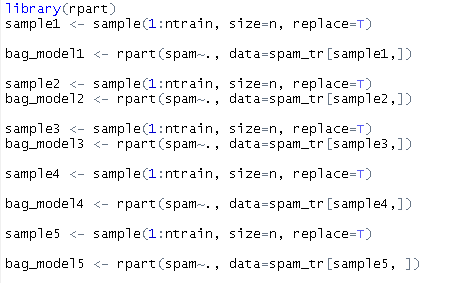 library(rpart)
sample1 <- sample(1:ntrain, size=n, replace=T)
bag_model1 <- rpart(spam~., data=spam_tr[sample1,])
sample2 <- sample(1:ntrain, size=n, replace=T)
bag_model2 <- rpart(spam~., data=spam_tr[sample2,])
sample3 <- sample(1:ntrain, size=n, replace=T)
bag_model3 <- rpart(spam~., data=spam_tr[sample3,])
sample4 <- sample(1:ntrain, size=n, replace=T)
bag_model4 <- rpart(spam~., data=spam_tr[sample4,])
sample5 <- sample(1:ntrain, size=n, replace=T)
bag_model5 <- rpart(spam~., data=spam_tr[sample5, ])